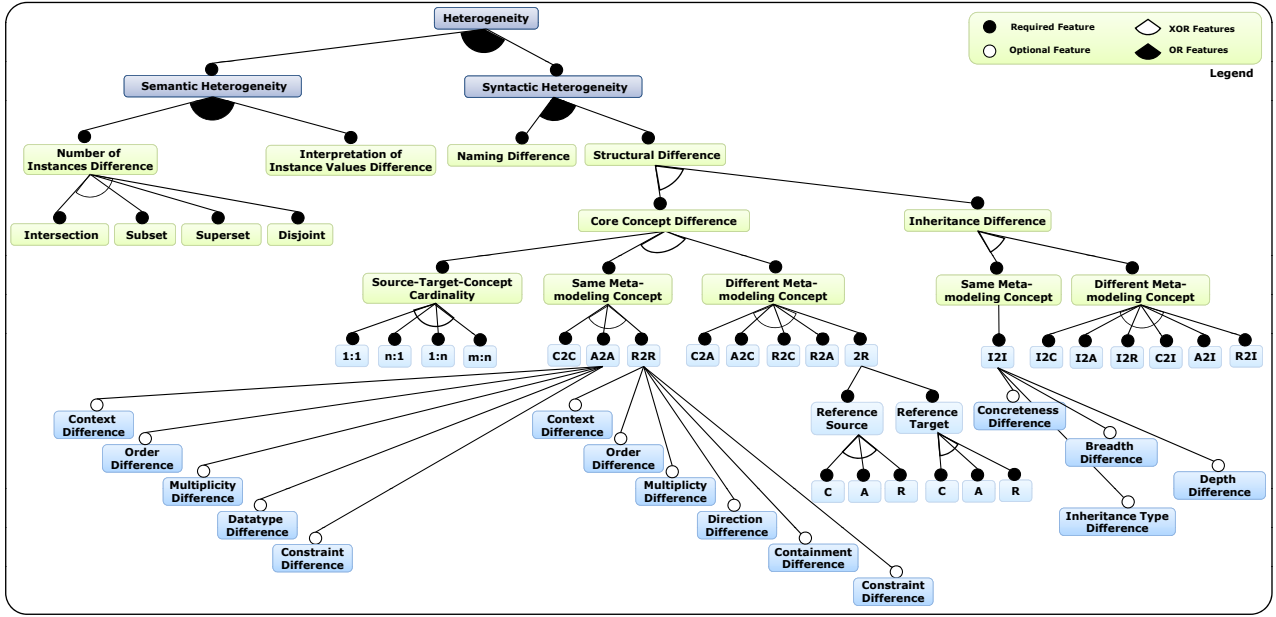 Heterogeneity
Required Feature
XOR Features
Optional Feature
OR Features
Legend
Semantic Heterogeneity
Syntactic Heterogeneity
Number of
Instances Difference
Interpretation of
Instance Values Difference
Naming Difference
Structural Difference
Intersection
Subset
Superset
Disjoint
Core Concept Difference
Inheritance Difference
Source-Target-Concept
Cardinality
Same Meta-
modeling Concept
Different Meta-
modeling Concept
Same Meta-
modeling Concept
Different Meta-
modeling Concept
1:1
n:1
1:n
m:n
C2C
A2A
R2R
C2A
A2C
R2C
R2A
2R
I2I
I2C
I2A
I2R
C2I
A2I
R2I
Context
Difference
Order
Difference
Multiplicity
Difference
Datatype
Difference
Constraint
Difference
Context
Difference
Order
Difference
Multiplicty
Difference
Direction
Difference
Containment
Difference
Constraint
Difference
Reference
Source
Reference
Target
C
A
R
C
A
R
Concreteness
Difference
Breadth
Difference
Depth
Difference
Inheritance Type
Difference